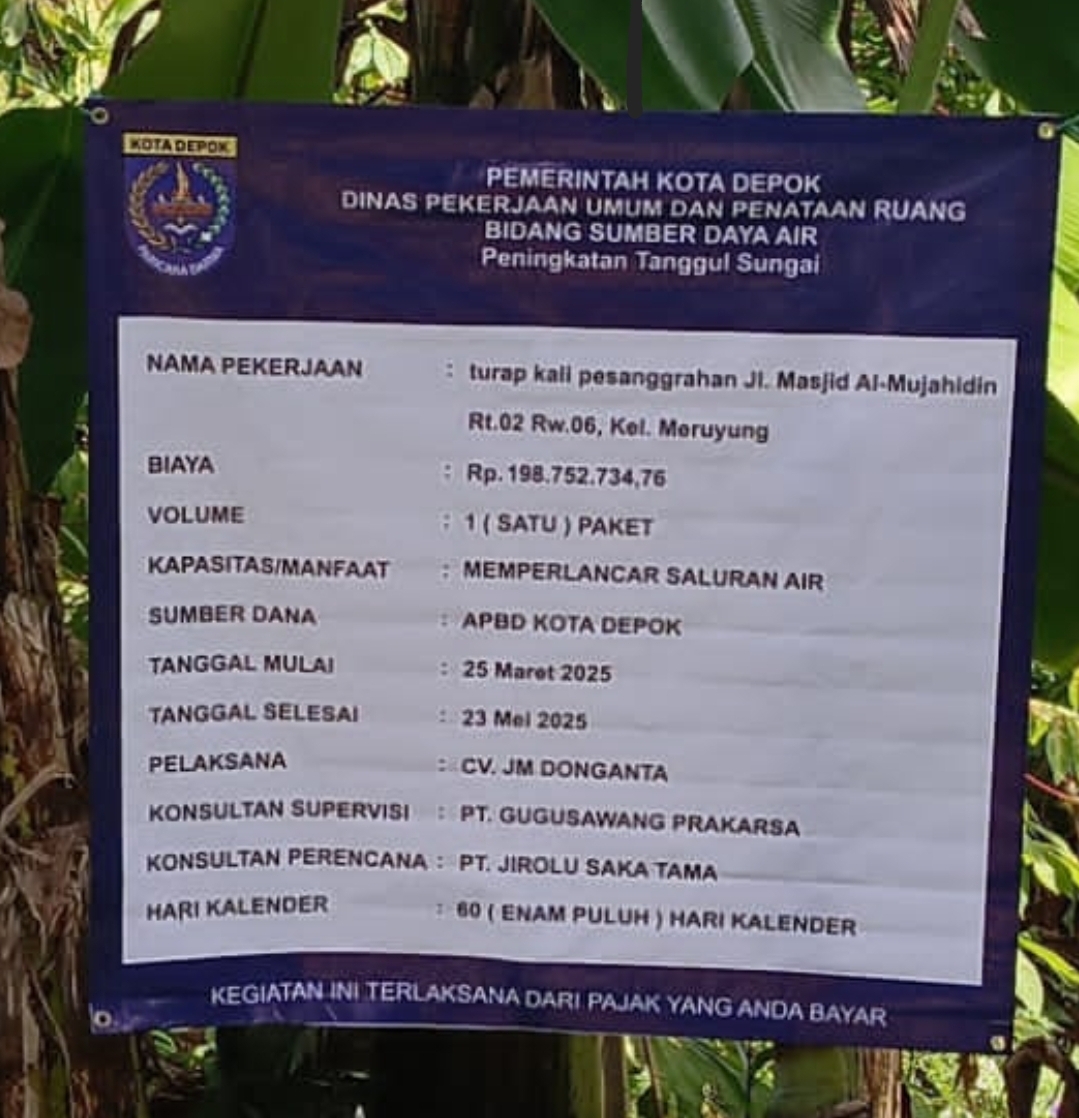 KOTA DEPOK
PEMERINTAH KOTA DEPOK
DINAS PEKERJAAN UMUM DAN PENATAAN RUANG
BIDANG SUMBER DAYA AIR
Peningkatan Tanggul Sungai
NAMA PEKERJAAN : turap kali pesanggrahan Jl. Masjid Al-Mujahidin
Rt.02 Rw.06, Kel. Meruyung
BIAYA : Rp. 198.752.734,76
VOLUME : 1 ( SATU ) PAKET
KAPASITAS/MANFAAT : MEMPERLANCAR SALURAN AIR
SUMBER DANA : APBD KOTA DEPOK
TANGGAL MULAI : 25 Maret 2025
TANGGAL SELESAI : 23 Mei 2025
PELAKSANA : CV. JM DONGANTA
KONSULTAN SUPERVISI : PT. GUGUSAWANG PRAKARSA
KONSULTAN PERENCANA : PT. JIROLU SAKA TAMA
HARI KALENDER : 60 ( ENAM PULUH ) HARI KALENDER
KEGIATAN INI TERLAKSANA DARI PAJAK YANG ANDA BAYAR